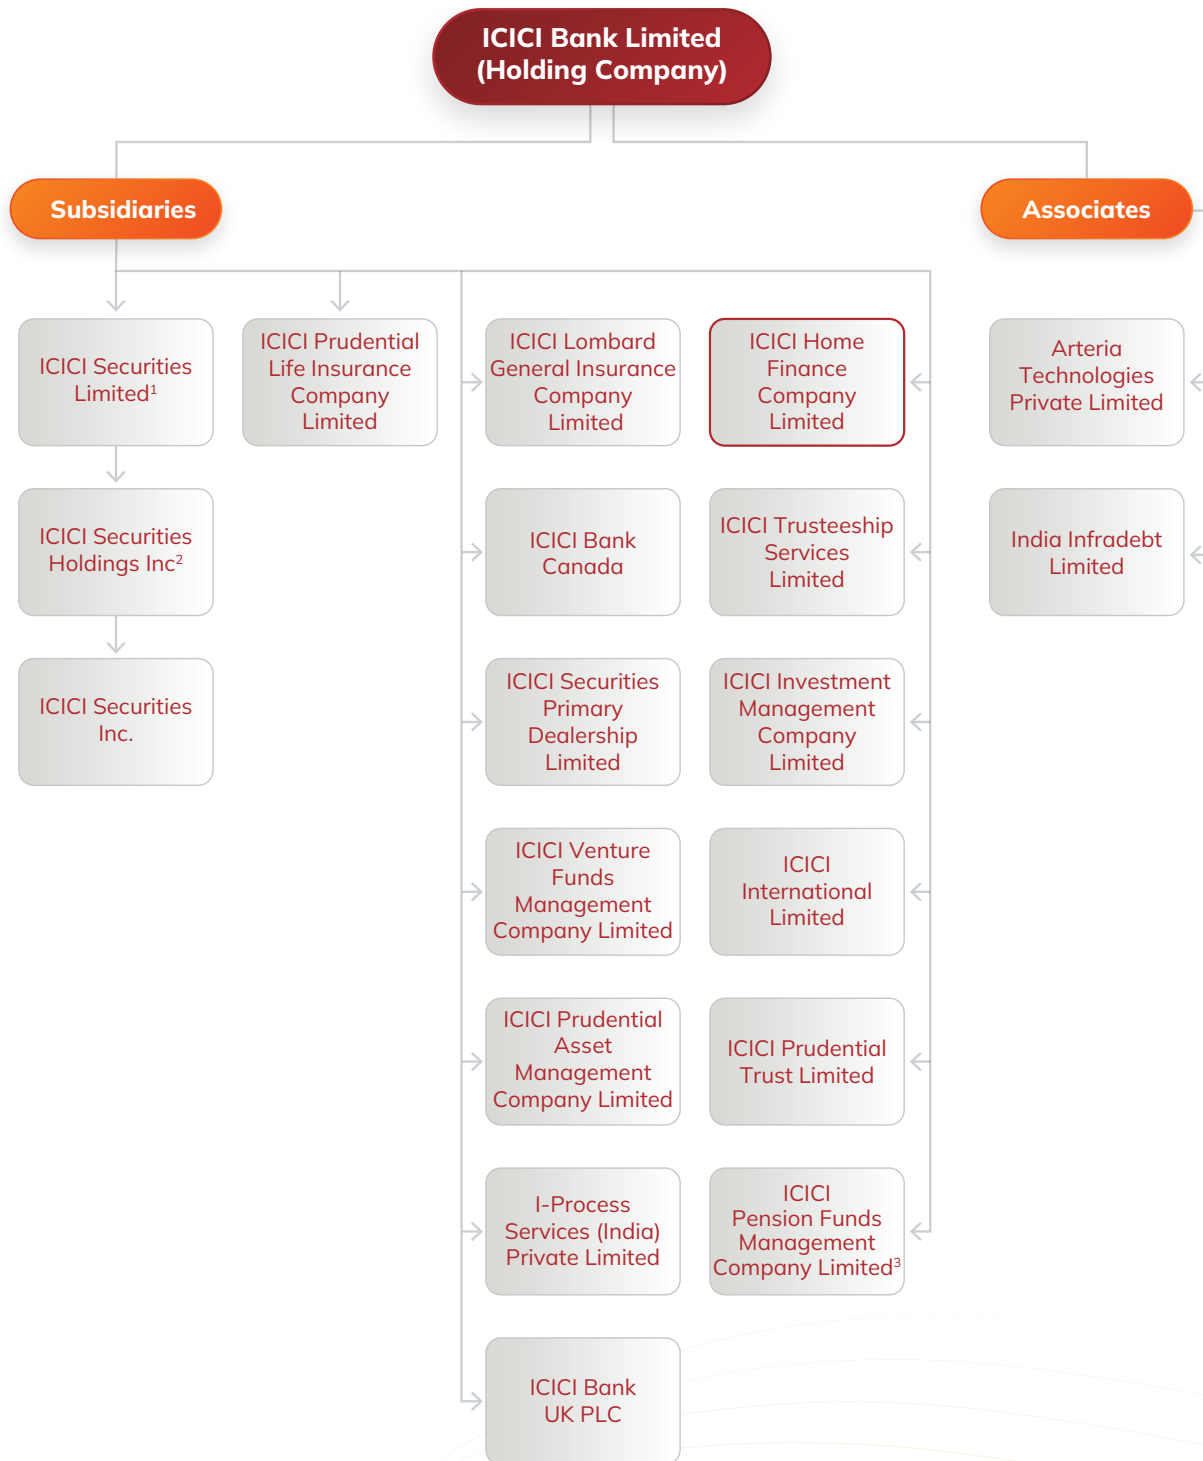 ICICI Bank Limited
(Holding Company)
Subsidiaries
Associates
ICICI Securities
Limited¹
ICICI Prudential
Life Insurance
Company
Limited
ICICI Lombard
General Insurance
Company
Limited
ICICI Home
Finance
Company
Limited
Arteria
Technologies
Private Limited
ICICI Securities
Holdings Inc²
ICICI Bank
Canada
ICICI Trusteeship
Services
Limited
India Infradebt
Limited
ICICI Securities
Inc.
ICICI Securities
Primary
Dealership
Limited
ICICI Investment
Management
Company
Limited
ICICI Venture
Funds
Management
Company Limited
ICICI
International
Limited
ICICI Prudential
Asset
Management
Company Limited
ICICI Prudential
Trust Limited
I-Process
Services (India)
Private Limited
ICICI
Pension Funds
Management
Company Limited³
ICICI Bank
UK PLC